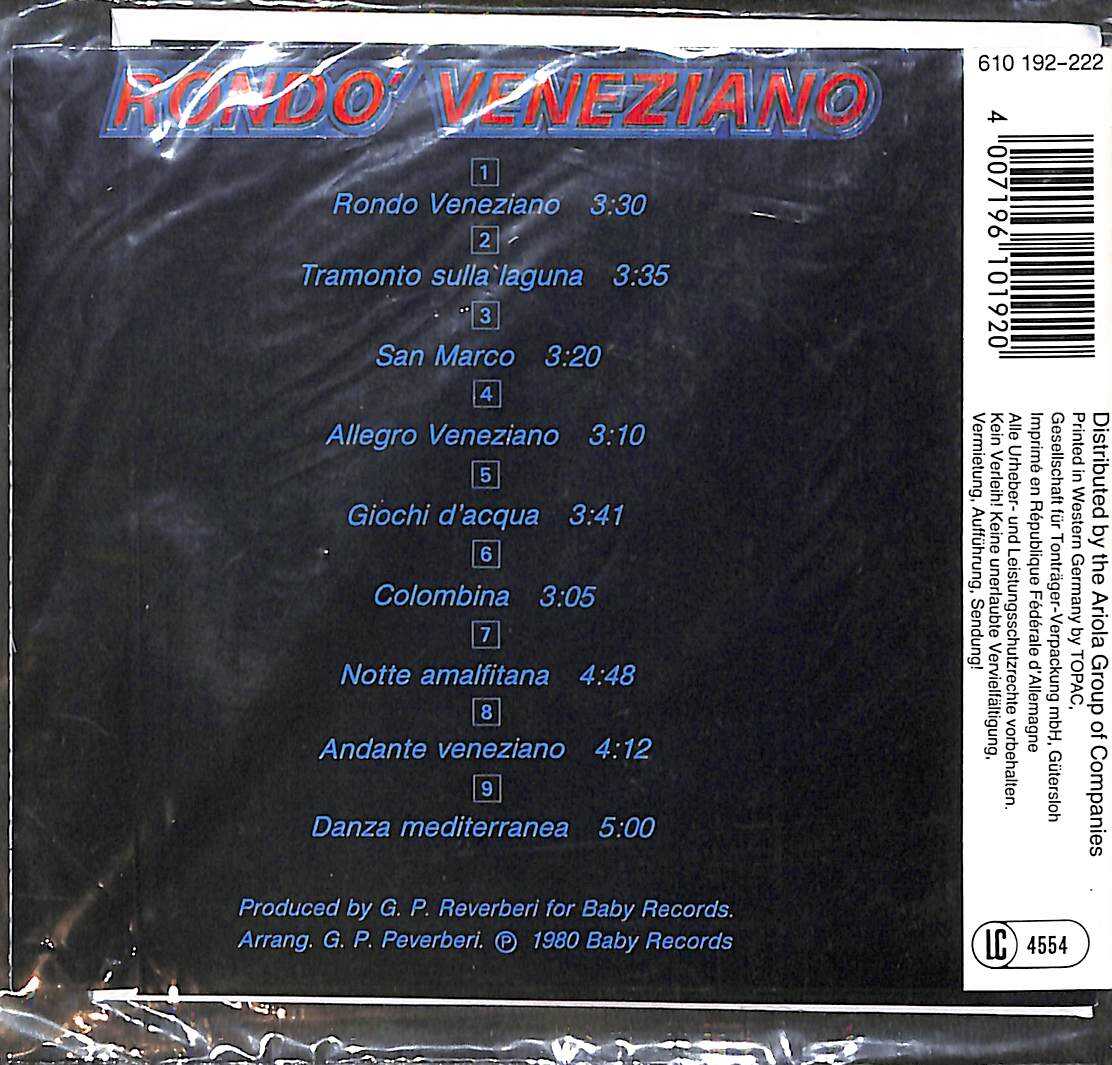 RONDO' VENEZIANO
1
Rondo Veneziano 3:30
2
Tramonto sulla laguna 3:35
3
San Marco 3:20
4
Allegro Veneziano 3:10
5
Giochi d'acqua 3:41
6
Colombina 3:05
7
Notte amalfitana 4:48
8
Andante veneziano 4:12
9
Danza mediterranea 5:00
Produced by G. P. Reverberi for Baby Records.
Arrang. G. P. Peverberi. ℗ 1980 Baby Records
610 192-222
4 007196 101920
Distributed by the Ariola Group of Companies
Printed in Western Germany by TOPAC,
Gesellschaft für Tonträger-Verpackung mbH, Gütersloh
Imprimé en République Fédérale d'Allemagne
Alle Urheber- und Leistungsschutzrechte vorbehalten.
Kein Verleih! Keine unerlaubte Vervielfältigung,
Vermietung, Aufführung, Sendung!
LC 4554